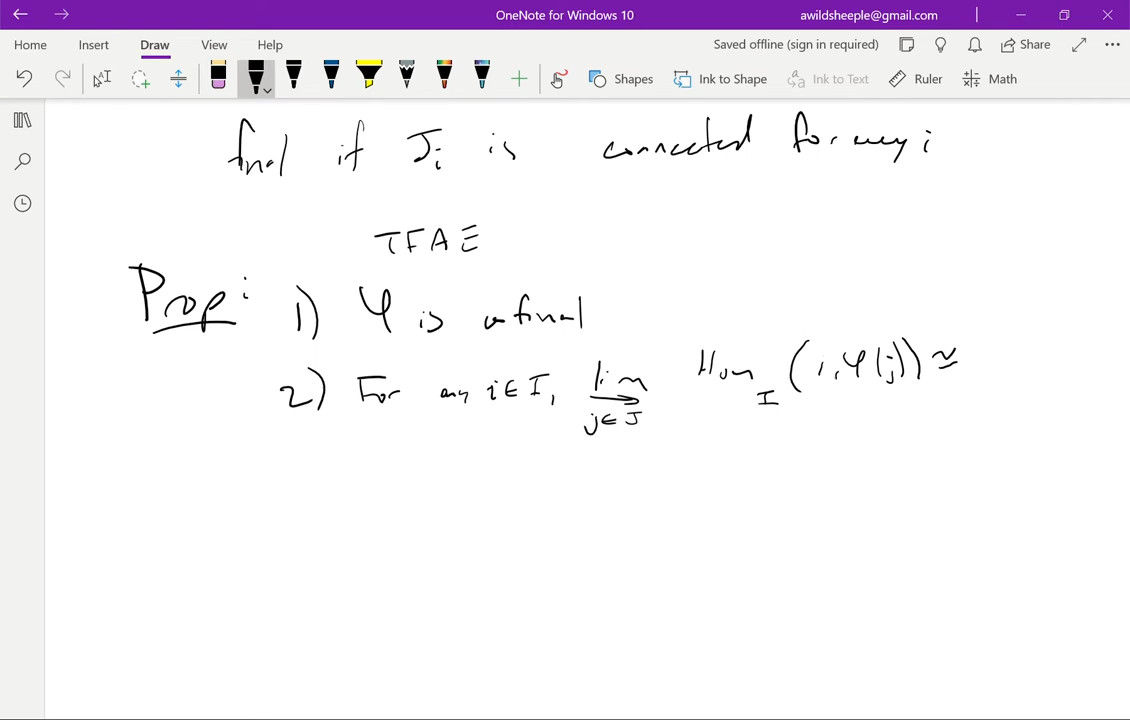 OneNote for Windows 10
awildsheeple@gmail.com
Home Insert Draw View Help
Saved offline (sign in required)
Share
Shapes
Ink to Shape
Ink to Text
Ruler
Math
final if J_i is connected for any i
TFAE
Prop: 1) φ is cofinal
2) For any i ∈ I, lim→ j∈J Hom_I (i, φ(j)) ≃